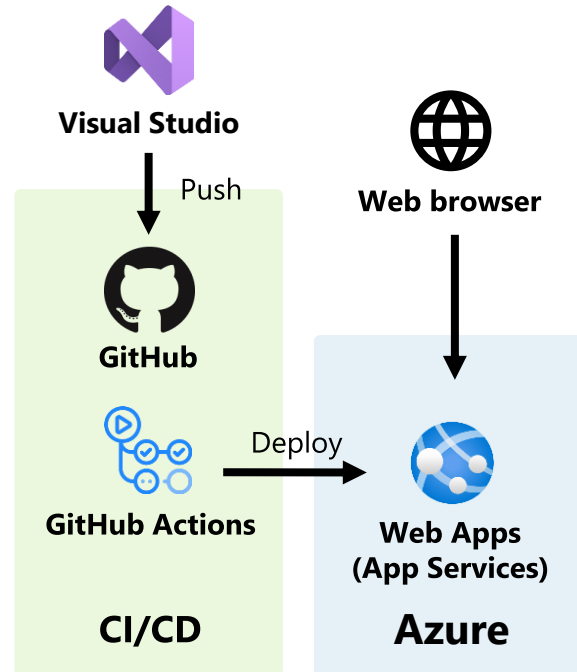 Visual Studio
Push
Web browser
GitHub
Deploy
GitHub Actions
Web Apps
(App Services)
CI/CD
Azure